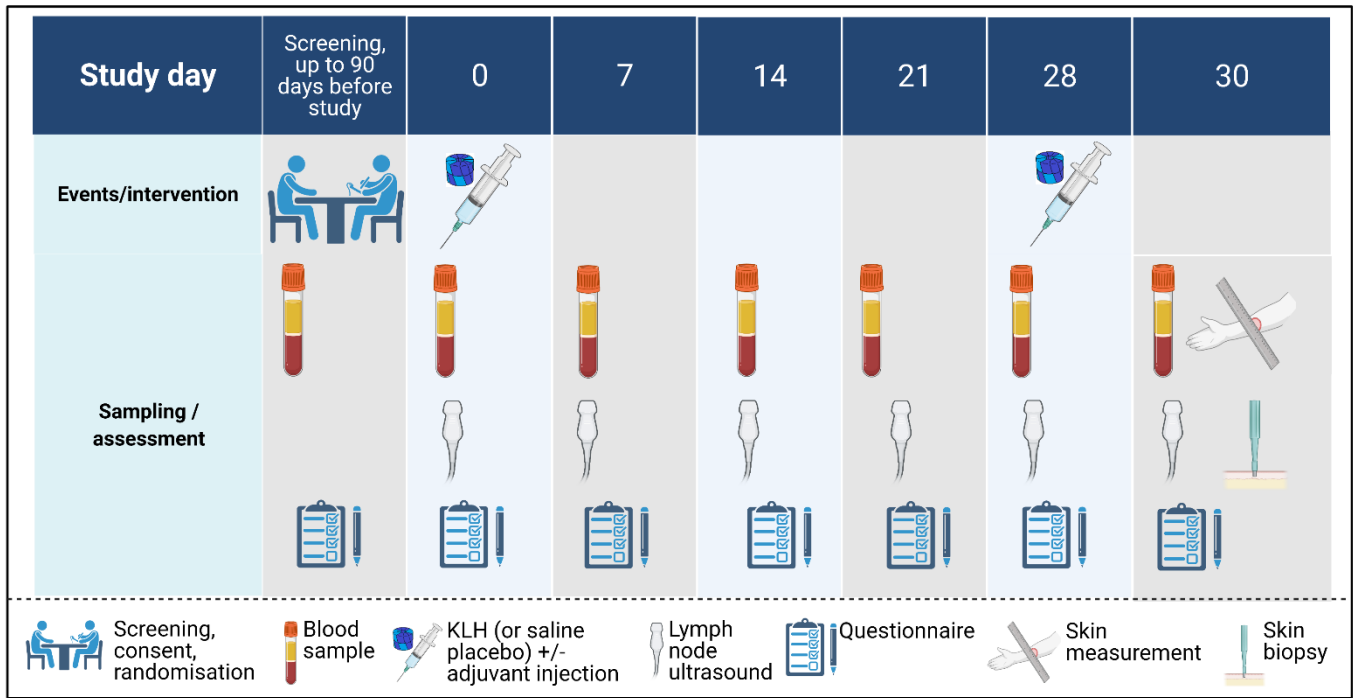 Study day
Screening,
up to 90
days before
study
0
7
14
21
28
30
Events/intervention
Sampling /
assessment
Screening,
consent,
randomisation
Blood
sample
KLH (or saline
placebo) +/-
adjuvant injection
Lymph
node
ultrasound
Questionnaire
Skin
measurement
Skin
biopsy